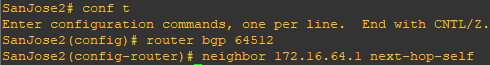 SanJose2# conf t
Enter configuration commands, one per line.  End with CNTL/Z.
SanJose2(config)# router bgp 64512
SanJose2(config-router)# neighbor 172.16.64.1 next-hop-self